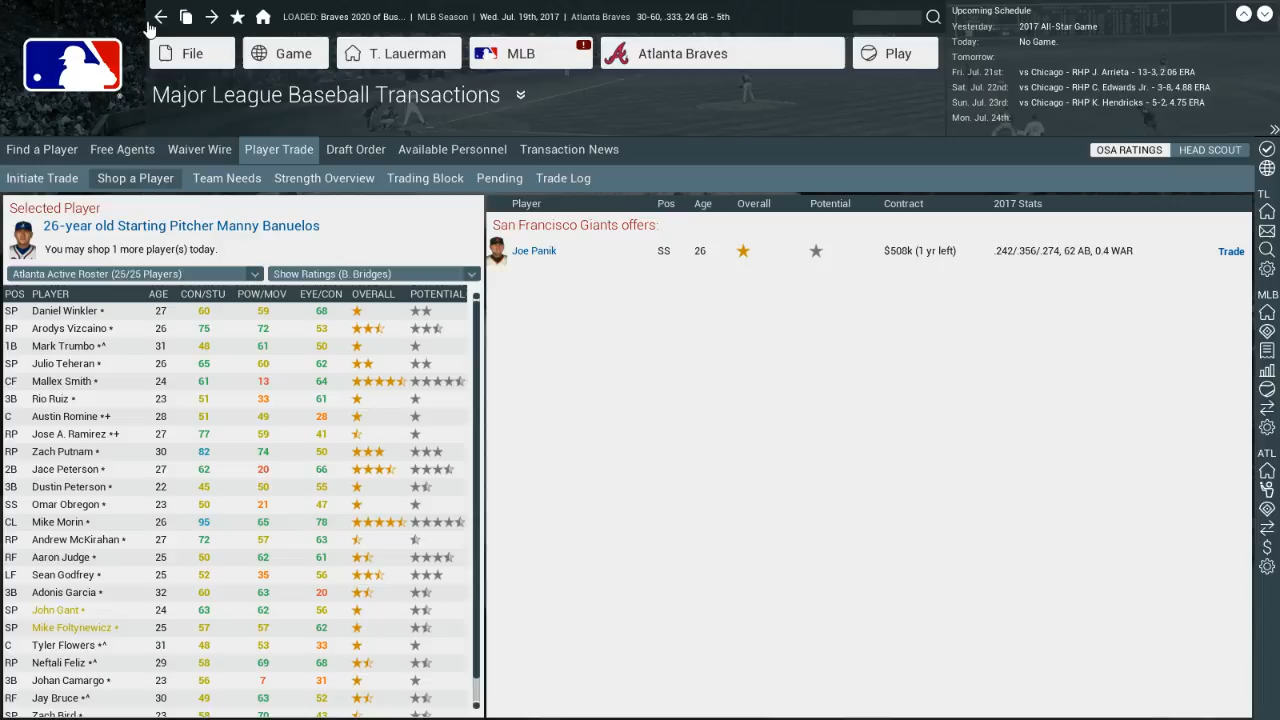 LOADED: Braves 2020 of Bus... | MLB Season | Wed. Jul. 19th, 2017 | Atlanta Braves 30-60, .333, 24 GB - 5th
File
Game
T. Lauerman
MLB !
Atlanta Braves
Play
Major League Baseball Transactions
Upcoming Schedule
Yesterday: 2017 All-Star Game
Today: No Game.
Tomorrow:
Fri. Jul. 21st: vs Chicago - RHP J. Arrieta - 13-3, 2.06 ERA
Sat. Jul. 22nd: vs Chicago - RHP C. Edwards Jr. - 3-8, 4.88 ERA
Sun. Jul. 23rd: vs Chicago - RHP K. Hendricks - 5-2, 4.75 ERA
Mon. Jul. 24th:
Find a Player Free Agents Waiver Wire Player Trade Draft Order Available Personnel Transaction News
OSA RATINGS HEAD SCOUT
Initiate Trade Shop a Player Team Needs Strength Overview Trading Block Pending Trade Log
Selected Player
26-year old Starting Pitcher Manny Banuelos
You may shop 1 more player(s) today.
Atlanta Active Roster (25/25 Players) Show Ratings (B. Bridges)
POS PLAYER AGE CON/STU POW/MOV EYE/CON OVERALL POTENTIAL
SP Daniel Winkler * 27 60 59 68
RP Arodys Vizcaino * 26 75 72 53
1B Mark Trumbo *^ 31 48 61 50
SP Julio Teheran * 26 65 60 62
CF Mallex Smith * 24 61 13 64
3B Rio Ruiz * 23 51 33 61
C Austin Romine *+ 28 51 49 28
RP Jose A. Ramirez *+ 27 77 59 41
RP Zach Putnam * 30 82 74 50
2B Jace Peterson * 27 62 20 66
3B Dustin Peterson * 22 45 50 55
SS Omar Obregon * 23 50 21 47
CL Mike Morin * 26 95 65 78
RP Andrew McKirahan * 27 72 57 63
RF Aaron Judge * 25 50 62 61
LF Sean Godfrey * 25 52 35 56
3B Adonis Garcia * 32 60 63 20
SP John Gant * 24 63 62 56
SP Mike Foltynewicz * 25 57 57 62
C Tyler Flowers *^ 31 48 53 33
RP Neftali Feliz *^ 29 58 69 68
3B Johan Camargo * 23 56 7 31
RF Jay Bruce *^ 30 49 63 52
SP Zach Bird * 23 58 70 43
Player Pos Age Overall Potential Contract 2017 Stats
San Francisco Giants offers:
Joe Panik SS 26 $508k (1 yr left) .242/.356/.274, 62 AB, 0.4 WAR Trade
TL
MLB
ATL